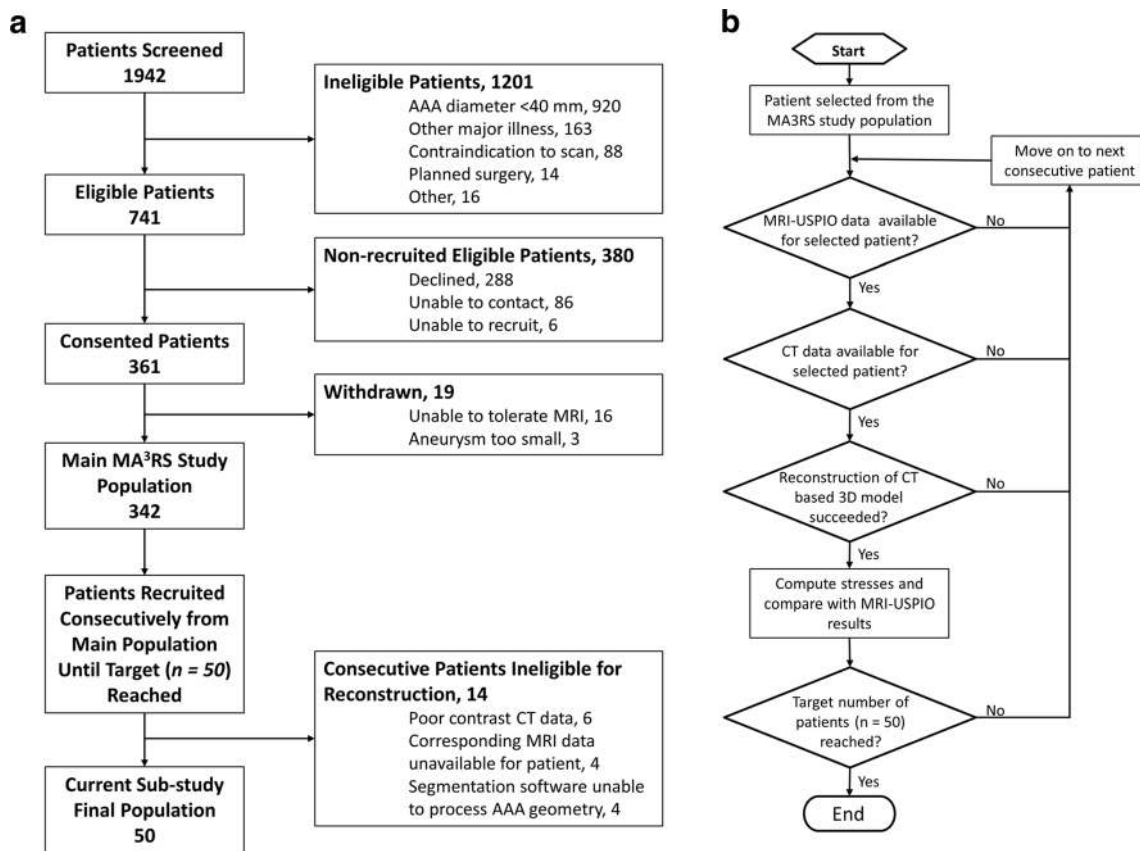 a
Patients Screened
1942
Ineligible Patients, 1201
AAA diameter <40 mm, 920
Other major illness, 163
Contraindication to scan, 88
Planned surgery, 14
Other, 16
Eligible Patients
741
Non-recruited Eligible Patients, 380
Declined, 288
Unable to contact, 86
Unable to recruit, 6
Consented Patients
361
Withdrawn, 19
Unable to tolerate MRI, 16
Aneurysm too small, 3
Main MA³RS Study
Population
342
Patients Recruited
Consecutively from
Main Population
Until Target (n = 50)
Reached
Consecutive Patients Ineligible for
Reconstruction, 14
Poor contrast CT data, 6
Corresponding MRI data
unavailable for patient, 4
Segmentation software unable
to process AAA geometry, 4
Current Sub-study
Final Population
50
b
Start
Patient selected from the
MA3RS study population
Move on to next
consecutive patient
MRI-USPIO data available
for selected patient?
No
Yes
CT data available for
selected patient?
No
Yes
Reconstruction of CT
based 3D model
succeeded?
No
Yes
Compute stresses and
compare with MRI-USPIO
results
Target number of
patients (n = 50)
reached?
No
Yes
End